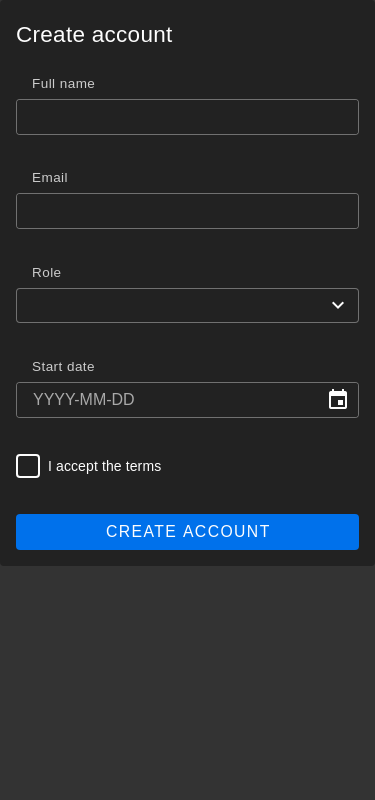 Create account
Full name
Email
Role
Start date
YYYY-MM-DD
I accept the terms
CREATE ACCOUNT